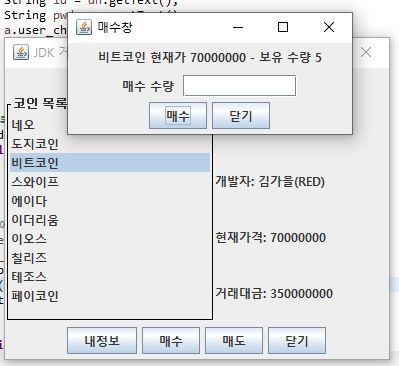 String id = un.getText();
String pw
a.user_ch
매수창
비트코인 현재가 70000000 - 보유 수량 5
매수 수량
매수 닫기
JDK 거
코인 목록
네오
도지코인
비트코인
스와이프
에이다
이더리움
이오스
칠리즈
테조스
페이코인
개발자: 김가을(RED)
현재가격: 70000000
거래대금: 350000000
내정보 매수 매도 닫기